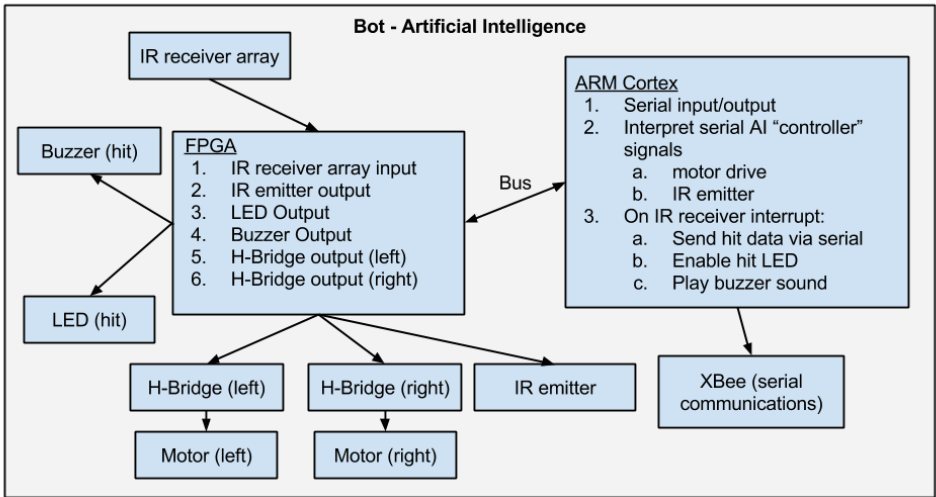 Bot - Artificial Intelligence
IR receiver array
Buzzer (hit)
LED (hit)
FPGA
1. IR receiver array input
2. IR emitter output
3. LED Output
4. Buzzer Output
5. H-Bridge output (left)
6. H-Bridge output (right)
Bus
ARM Cortex
1. Serial input/output
2. Interpret serial AI “controller”
signals
a. motor drive
b. IR emitter
3. On IR receiver interrupt:
a. Send hit data via serial
b. Enable hit LED
c. Play buzzer sound
H-Bridge (left)
H-Bridge (right)
IR emitter
XBee (serial
communications)
Motor (left)
Motor (right)